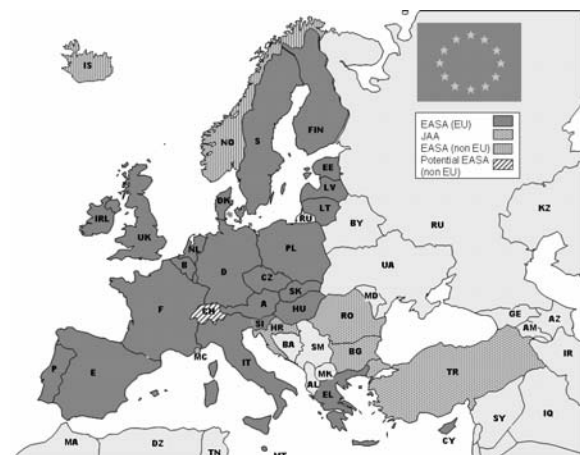 IS
EASA (EU)
JAA
EASA (non EU)
Potential EASA
(non EU)
NO
S
FIN
EE
LV
LT
DK
RU
IRL
UK
NL
B
D
PL
BY
RU
KZ
UA
CZ
SK
F
CH
A
HU
MD
RO
SI
HR
BA
SM
BG
MC
IT
MK
AL
EL
GE
AZ
AM
IR
P
E
TR
SY
IQ
CY
MA
DZ
TN
MT